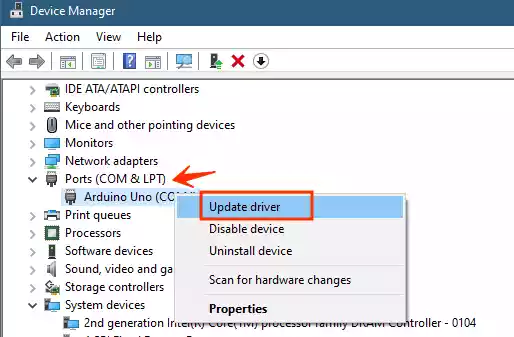 Device Manager
File Action View Help
IDE ATA/ATAPI controllers
Keyboards
Mice and other pointing devices
Monitors
Network adapters
Ports (COM & LPT)
Arduino Uno (CO
Update driver
Print queues
Disable device
Processors
Software devices
Uninstall device
Sound, video and ga
Scan for hardware changes
Storage controllers
System devices
Properties
2nd generation Intel(R) Core(TM) processor family DRAM Controller - 0104